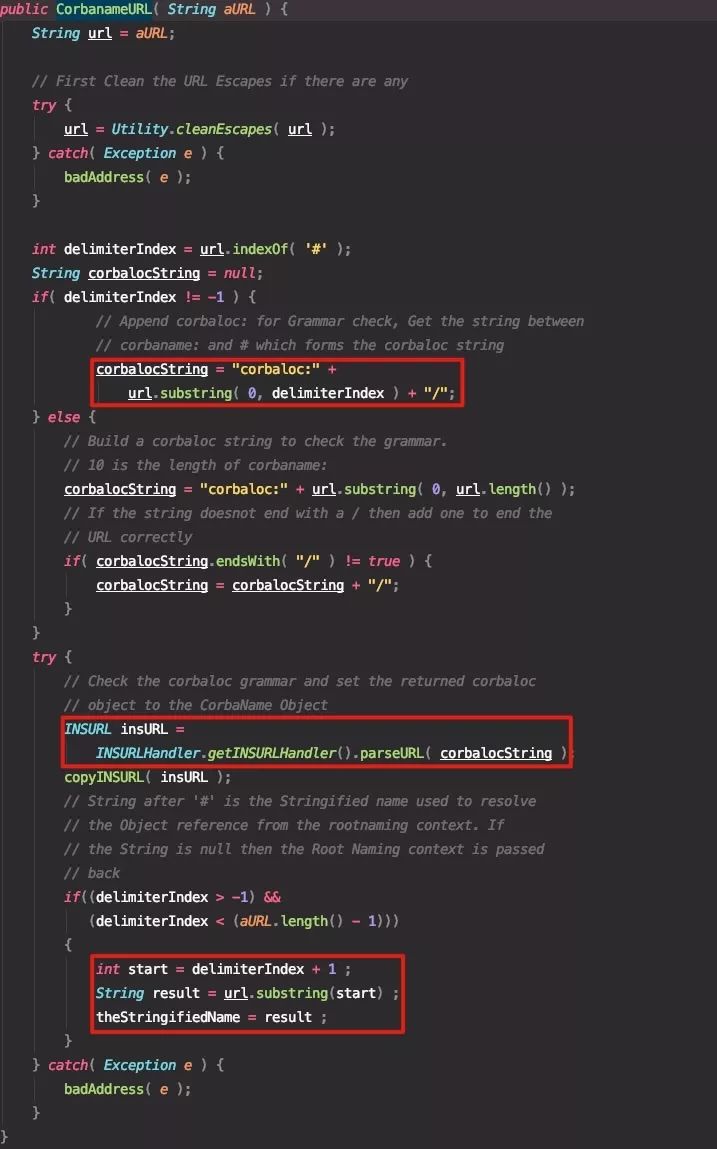 public CorbanameURL( String aURL ) {
String url = aURL;
// First Clean the URL Escapes if there are any
try {
url = Utility.cleanEscapes( url );
} catch( Exception e ) {
badAddress( e );
}
int delimiterIndex = url.indexOf( '#' );
String corbalocString = null;
if( delimiterIndex != -1 ) {
// Append corbaloc: for Grammar check, Get the string between
// corbaname: and # which forms the corbaloc string
corbalocString = "corbaloc:" +
url.substring( 0, delimiterIndex ) + "/";
} else {
// Build a corbaloc string to check the grammar.
// 10 is the length of corbaname:
corbalocString = "corbaloc:" + url.substring( 0, url.length() );
// If the string doesnot end with a / then add one to end the
// URL correctly
if( corbalocString.endsWith( "/" ) != true ) {
corbalocString = corbalocString + "/";
}
}
try {
// Check the corbaloc grammar and set the returned corbaloc
// object to the CorbaName Object
INSURL insURL =
INSURLHandler.getINSURLHandler().parseURL( corbalocString );
copyINSURL( insURL );
// String after '#' is the Stringified name used to resolve
// the Object reference from the rootnaming context. If
// the String is null then the Root Naming context is passed
// back
if((delimiterIndex > -1) &&
(delimiterIndex < (aURL.length() - 1)))
{
int start = delimiterIndex + 1 ;
String result = url.substring(start) ;
theStringifiedName = result ;
}
} catch( Exception e ) {
badAddress( e );
}
}